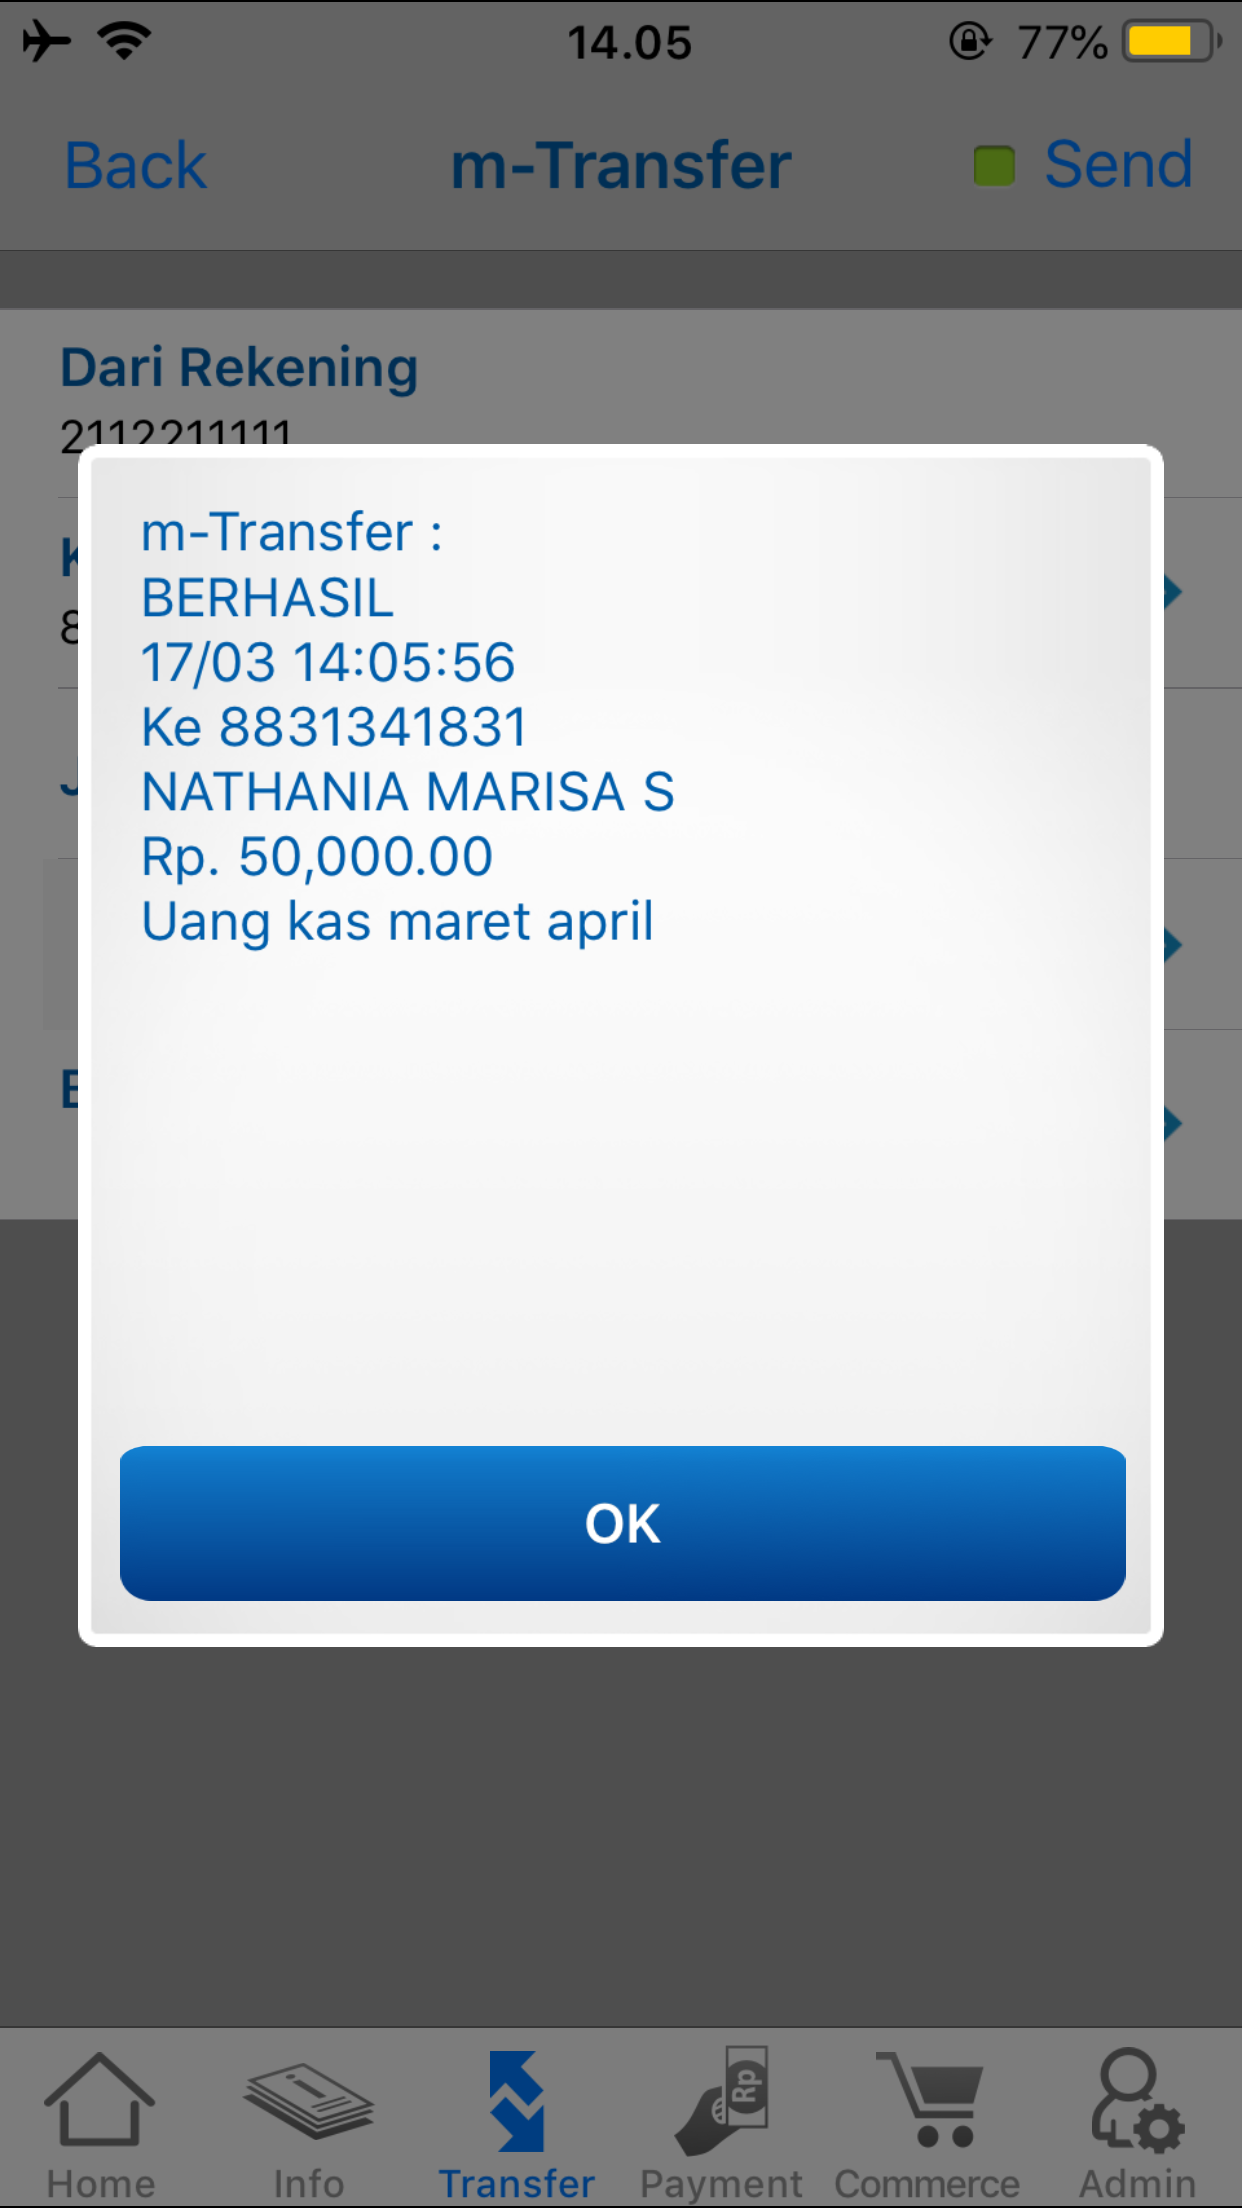 14.05
77%
Back
m-Transfer
Send
Dari Rekening
2112211111
m-Transfer :
BERHASIL
17/03 14:05:56
Ke 8831341831
NATHANIA MARISA S
Rp. 50,000.00
Uang kas maret april
OK
Rp
Home
Info
Transfer
Payment
Commerce
Admin